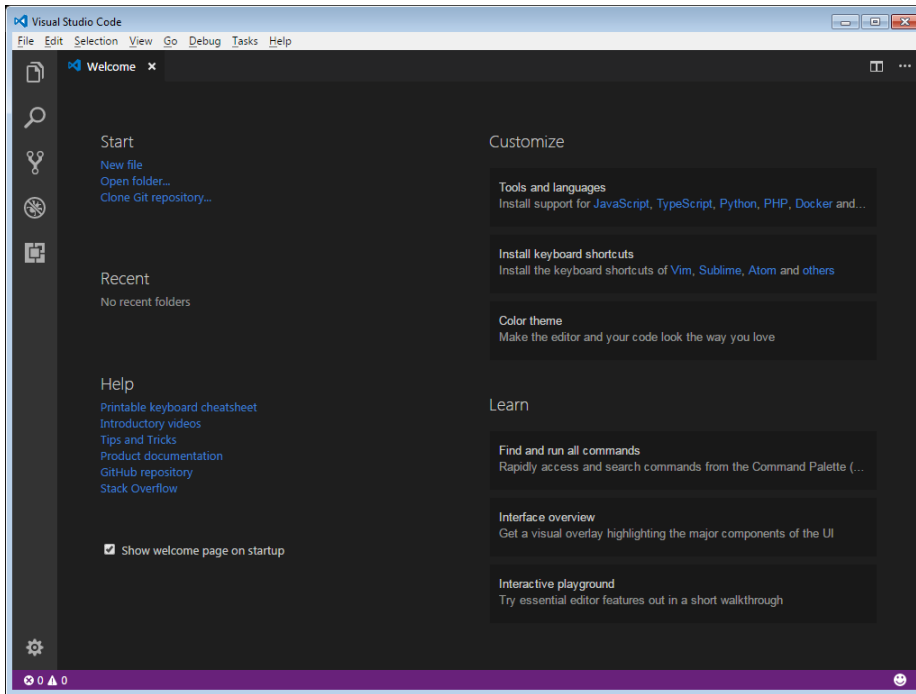 Visual Studio Code
File Edit Selection View Go Debug Tasks Help
Welcome
Start
New file
Open folder...
Clone Git repository...
Recent
No recent folders
Help
Printable keyboard cheatsheet
Introductory videos
Tips and Tricks
Product documentation
GitHub repository
Stack Overflow
Show welcome page on startup
Customize
Tools and languages
Install support for JavaScript, TypeScript, Python, PHP, Docker and...
Install keyboard shortcuts
Install the keyboard shortcuts of Vim, Sublime, Atom and others
Color theme
Make the editor and your code look the way you love
Learn
Find and run all commands
Rapidly access and search commands from the Command Palette (...
Interface overview
Get a visual overlay highlighting the major components of the UI
Interactive playground
Try essential editor features out in a short walkthrough
0 0